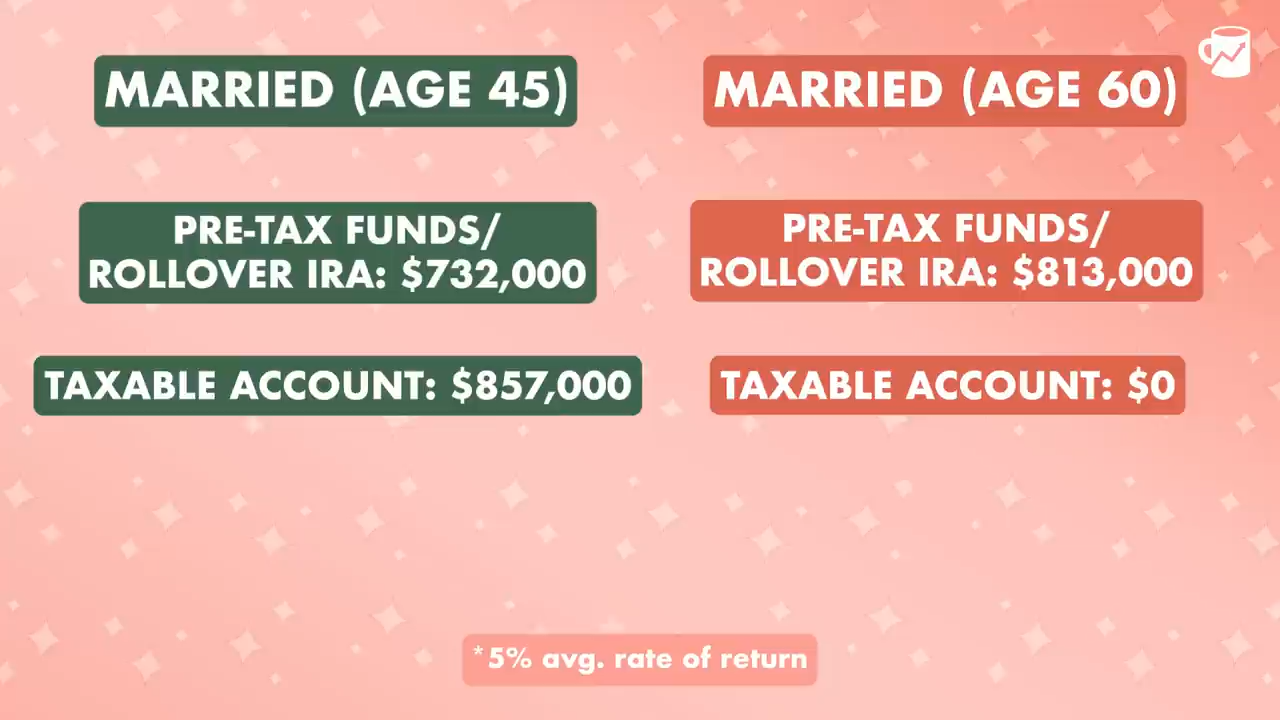 MARRIED (AGE 45)
PRE-TAX FUNDS/
ROLLOVER IRA: $732,000
TAXABLE ACCOUNT: $857,000
MARRIED (AGE 60)
PRE-TAX FUNDS/
ROLLOVER IRA: $813,000
TAXABLE ACCOUNT: $0
*5% avg. rate of return